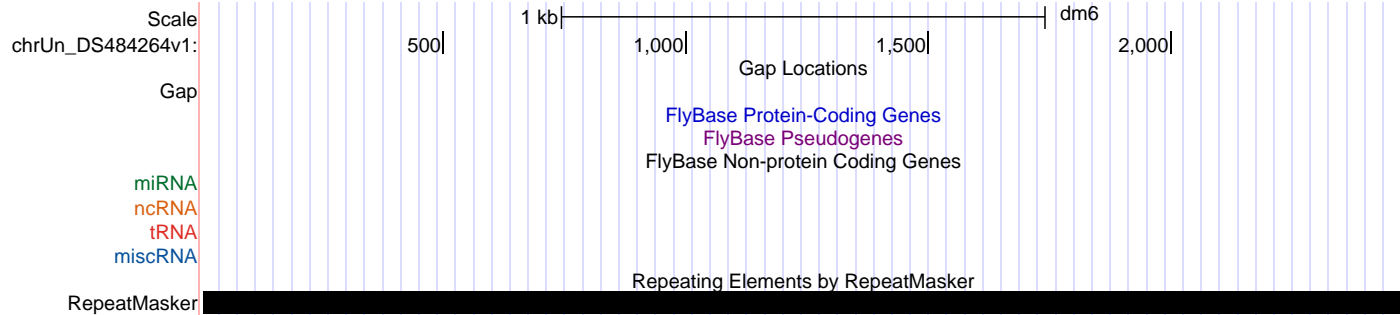 Scale 1 kb dm6
chrUn_DS484264v1: 500 1,000 1,500 2,000
Gap Locations
Gap
FlyBase Protein-Coding Genes
FlyBase Pseudogenes
FlyBase Non-protein Coding Genes
miRNA
ncRNA
tRNA
miscRNA
Repeating Elements by RepeatMasker
RepeatMasker